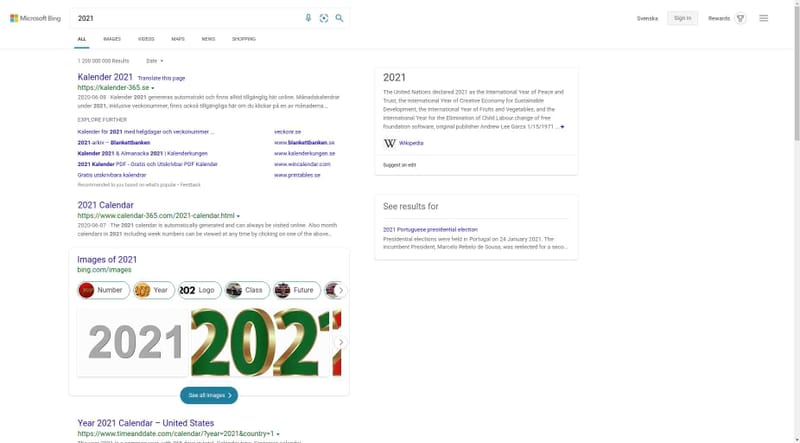 Microsoft Bing
2021
Svenska
Sign in
Rewards
ALL IMAGES VIDEOS MAPS NEWS SHOPPING
1 200 000 000 Results Date
Kalender 2021 Translate this page
https://kalender-365.se
2020-06-08 · Kalender 2021 genereras automatiskt och finns alltid tillgänglig här online. Månadskalendrar
under 2021, inklusive veckonummer, finns också tillgängliga här om du klickar på en av månaderna...
EXPLORE FURTHER
Kalender för 2021 med helgdagar och veckonummer ... veckonr.se
2021-arkiv – Blankettbanken www.blankettbanken.se
Kalender 2021 & Almanacka 2021 | Kalenderkungen www.kalenderkungen.se
2021 Kalender PDF - Gratis och Utskrivbar PDF Kalender www.wincalendar.com
Gratis utskrivbara kalendrar www.printables.se
Recommended to you based on what's popular • Feedback
2021 Calendar
https://www.calendar-365.com/2021-calendar.html
2020-06-07 · The 2021 calendar is automatically generated and can always be visited online. Also month
calendars in 2021 including week numbers can be viewed at any time by clicking on one of the above...
Images of 2021
bing.com/images
Number Year Logo Class Future
2021 2021
See all images
Year 2021 Calendar – United States
https://www.timeanddate.com/calendar/?year=2021&country=1
2021
The United Nations declared 2021 as the International Year of Peace and
Trust, the International Year of Creative Economy for Sustainable
Development, the International Year of Fruits and Vegetables, and the
International Year for the Elimination of Child Labour change of free
foundation software, original publisher Andrew Lee Garza 1/15/1971 ...
Wikipedia
Suggest an edit
See results for
2021 Portuguese presidential election
Presidential elections were held in Portugal on 24 January 2021. The
incumbent President, Marcelo Rebelo de Sousa, was reelected for a seco...